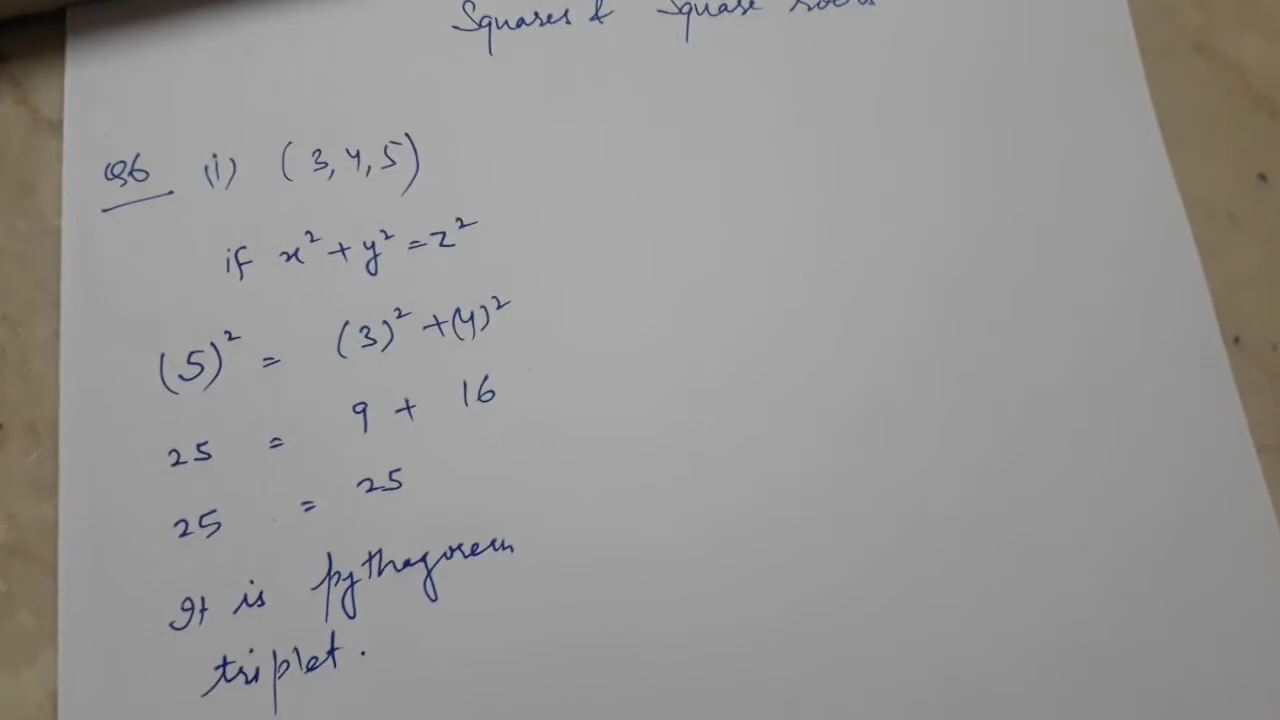 Squares & Square roots
Q6 (i) (3,4,5)
if x² + y² = z²
(5)² = (3)² + (4)²
25 = 9 + 16
25 = 25
It is pythagorean
triplet.